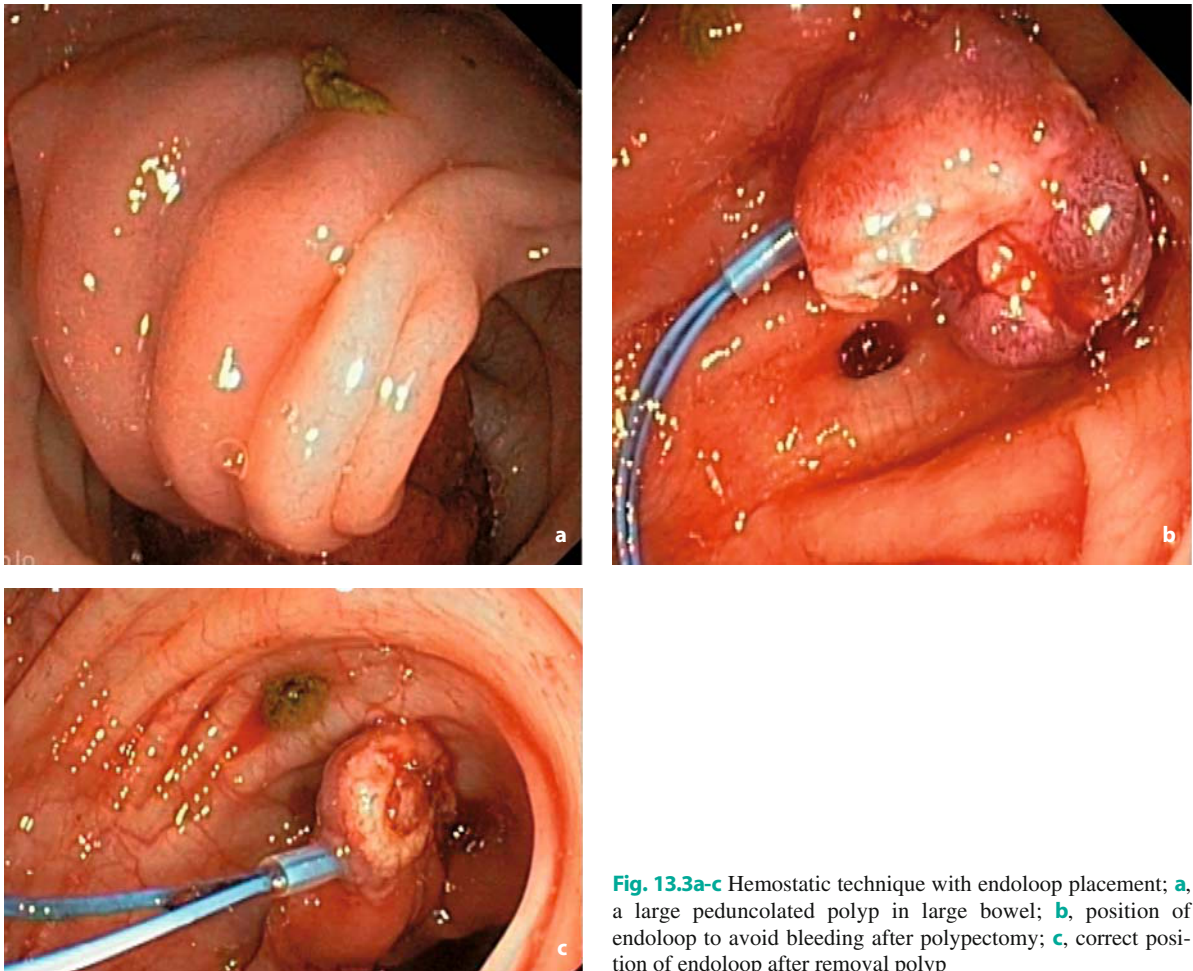 a
b
c
Fig. 13.3a-c Hemostatic technique with endoloop placement; a,
a large peduncolated polyp in large bowel; b, position of
endoloop to avoid bleeding after polypectomy; c, correct posi-
tion of endoloop after removal polyp